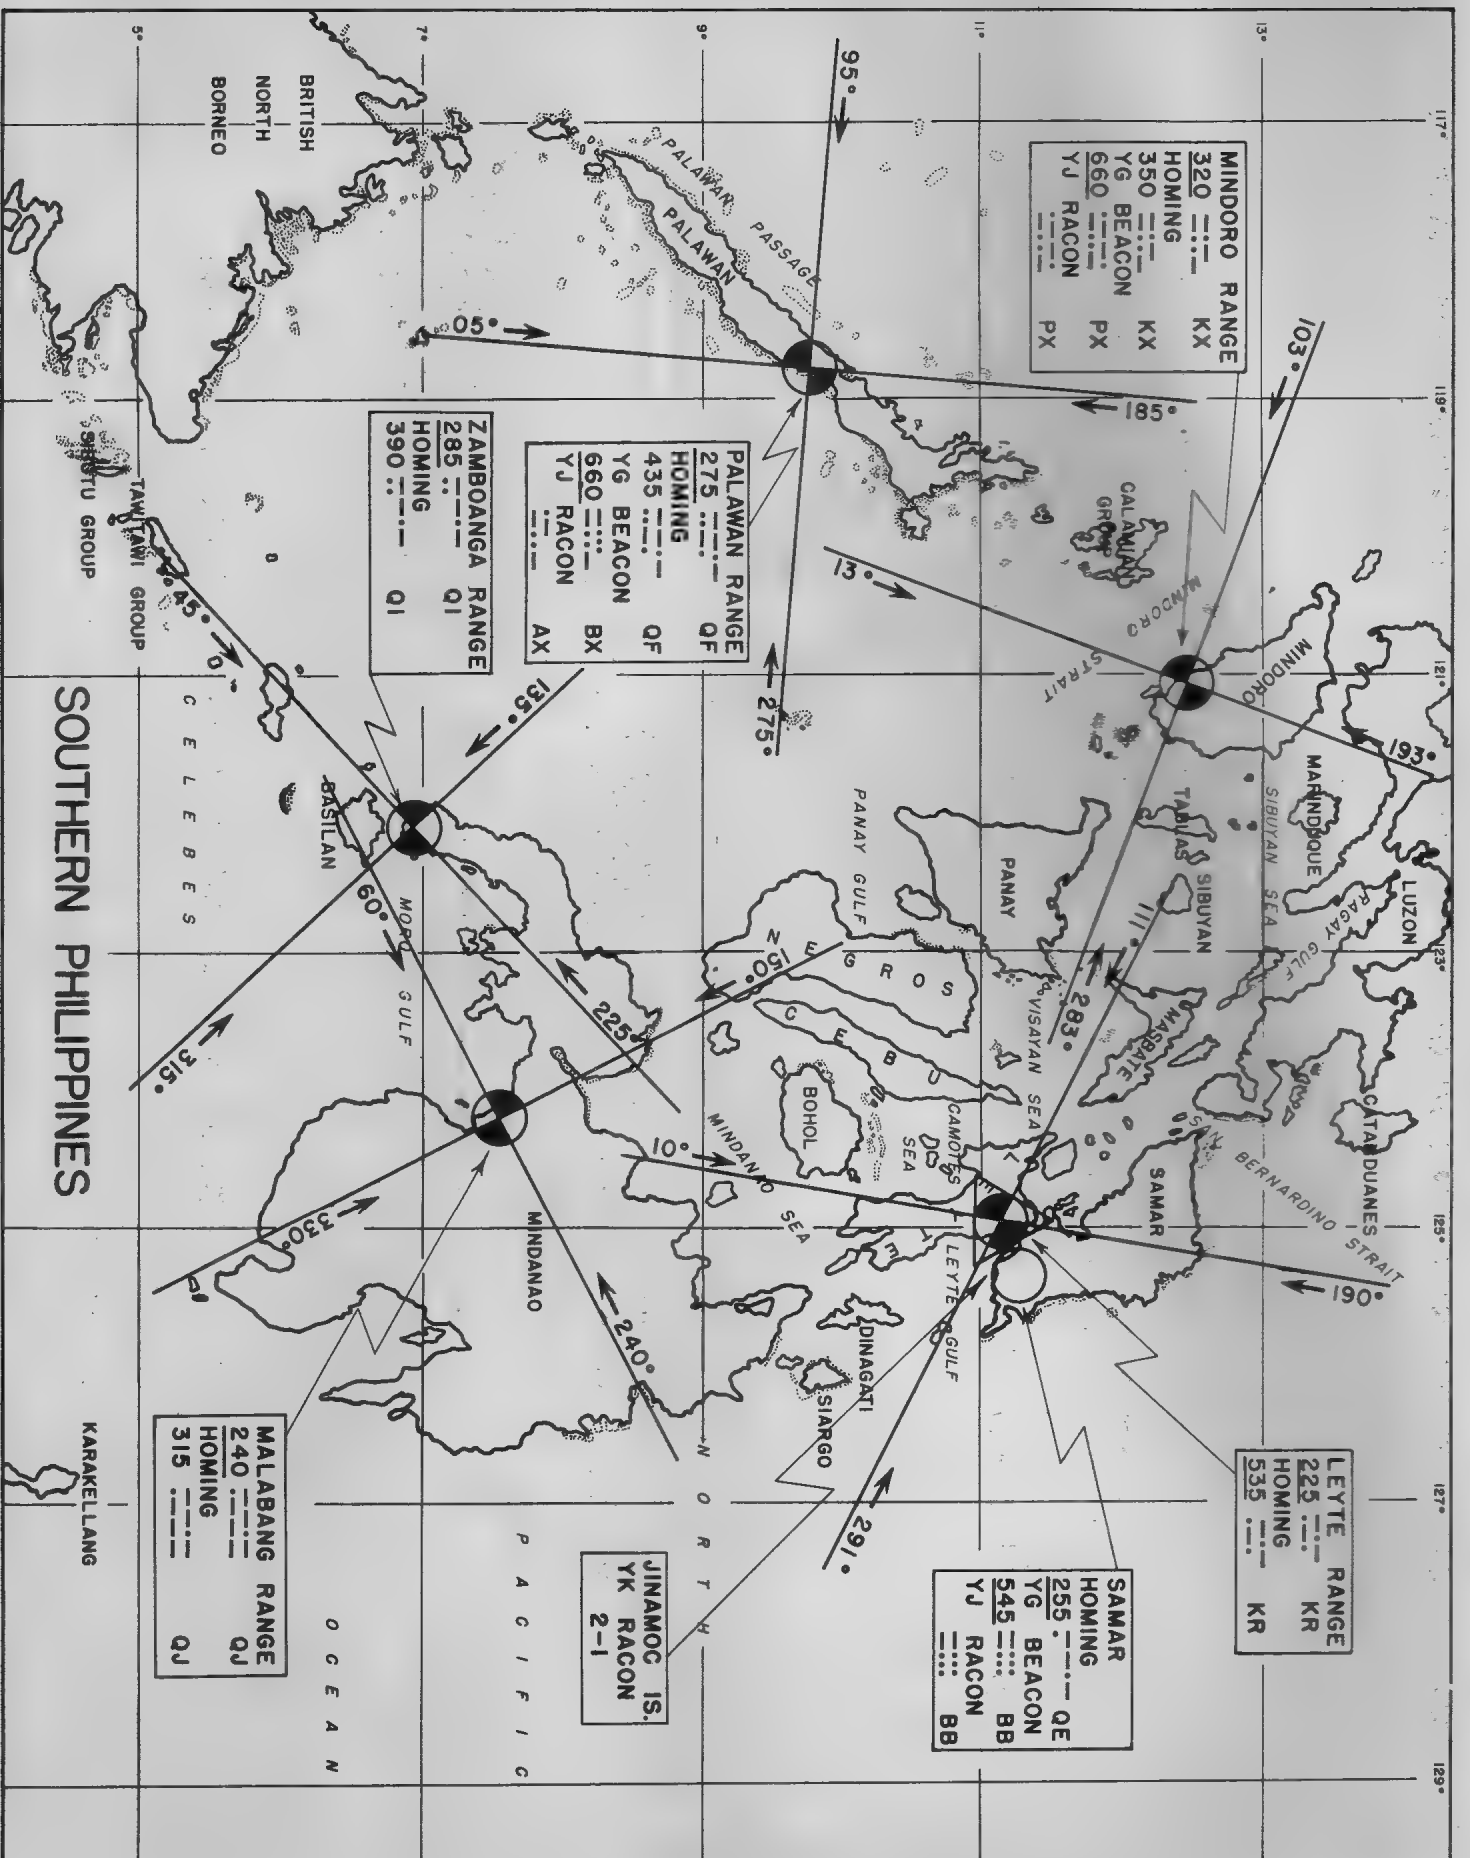 SOUTHERN PHILIPPINES
117°
119°
121°
123°
125°
127°
129°
13°
11°
9°
7°
5°
MINDORO RANGE
320 —·— —··— KX
HOMING
350 —·— —··— KX
YG BEACON
660 ·——· —··— PX
YJ RACON
·——· —··— PX
PALAWAN RANGE
275 ——·— ··—· QF
HOMING
435 ——·— ··—· QF
YG BEACON
660 —··· —··— BX
YJ RACON
·— —··— AX
ZAMBOANGA RANGE
285 ——·— ·· QI
HOMING
390 ··——·— QI
LEYTE RANGE
225 —·— ·—· KR
HOMING
535 —·— ·—· KR
SAMAR
HOMING
255 · ——·— QE
YG BEACON
545 —··· —··· BB
YJ RACON
—··· —··· BB
JINAMOC IS.
YK RACON
2-1
MALABANG RANGE
240 ——·— ·——— QJ
HOMING
315 ——·— ·——— QJ
103°
193°
13°
283°
95°
275°
05°
185°
111°
291°
10°
190°
45°
225°
135°
315°
60°
240°
150°
330°
LUZON
CATANDUANES
RAGAY GULF
MARINDUQUE
MINDORO
SIBUYAN SEA
SAN BERNARDINO STRAIT
MINDORO STRAIT
TABLAS
SIBUYAN
MASBATE
SAMAR
CALAMIAN
GROUP
PANAY
VISAYAN SEA
PANAY GULF
NEGROS
CEBU
CAMOTES
SEA
LEYTE
LEYTE GULF
BOHOL
MINDANAO SEA
DINAGAT
SIARGO
PALAWAN PASSAGE
PALAWAN
BRITISH
NORTH
BORNEO
SIBUTU GROUP
TAWITAWI GROUP
BASILAN
MORO GULF
CELEBES
MINDANAO
NORTH
PACIFIC
OCEAN
KARAKELLANG